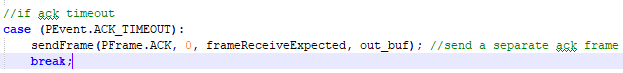 //if ack timeout
case (PEvent.ACK_TIMEOUT):
sendFrame(PFrame.ACK, 0, frameReceiveExpected, out_buf); //send a separate ack frame
break;